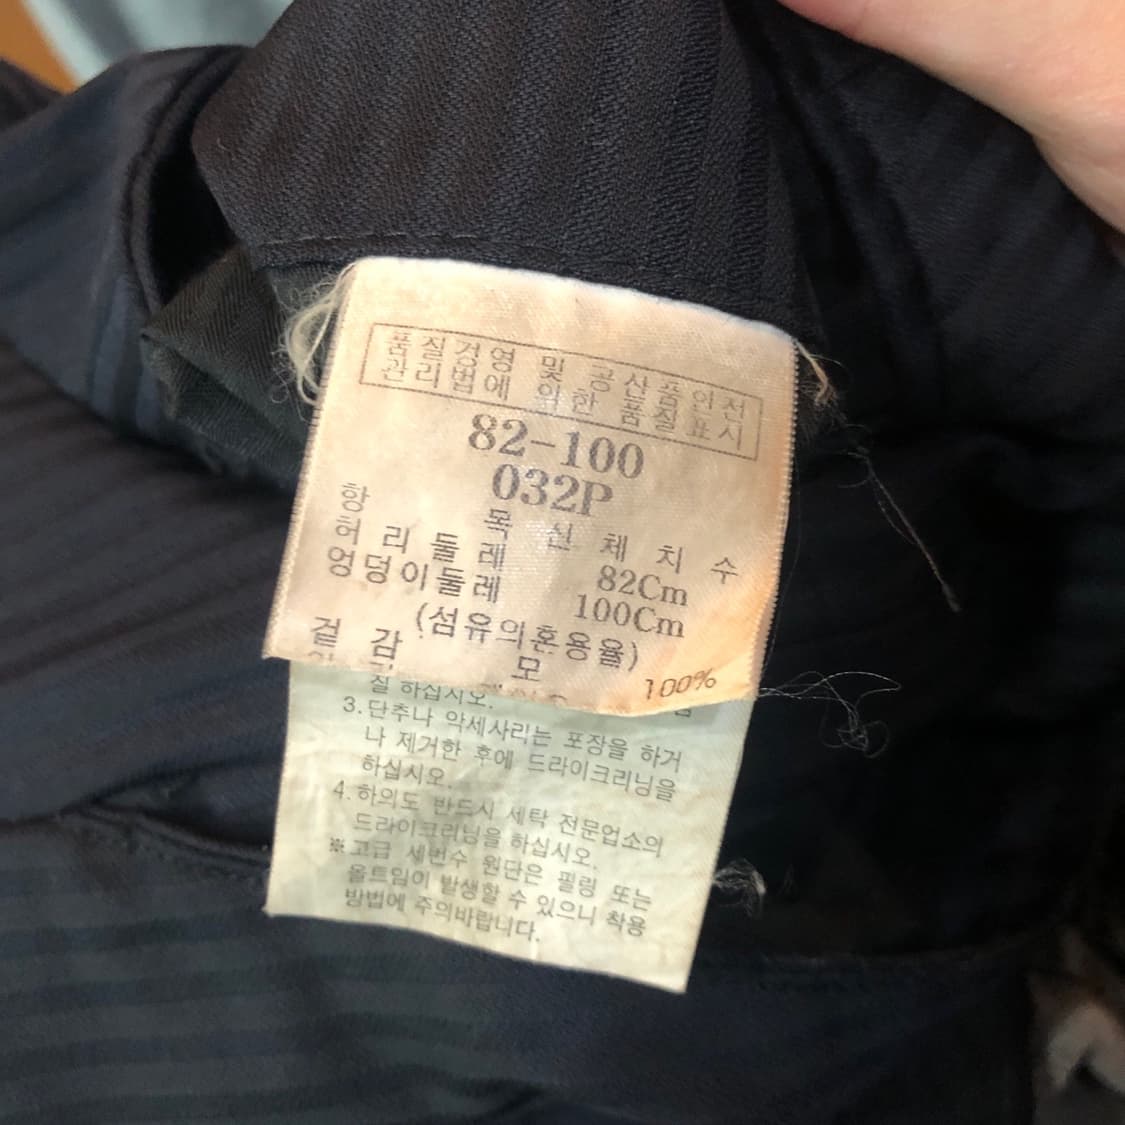 품질경영 및 공산품안전
관리법에 의한 품질표시
82-100
032P
항 목 신 체 치 수
허 리 둘 레 82Cm
엉덩이둘레 100Cm
(섬유의혼용율)
겉 감 모 100%
질 하십시오.
3.단추나 악세사리는 포장을 하거
나 제거한 후에 드라이크리닝을
하십시오.
4.하의도 반드시 세탁 전문업소의
드라이크리닝을 하십시오.
※고급 세번수 원단은 필링 또는
올트임이 발생할 수 있으니 착용
방법에 주의바랍니다.